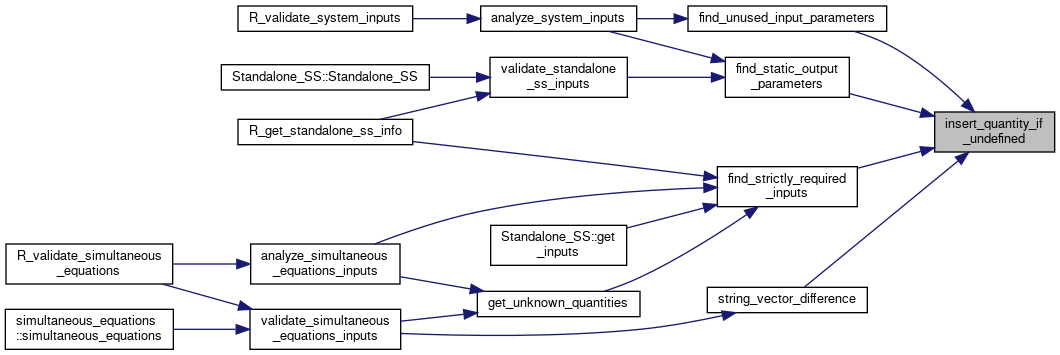 R_validate_system_inputs
analyze_system_inputs
find_unused_input_parameters
Standalone_SS::Standalone_SS
validate_standalone
_ss_inputs
find_static_output
_parameters
R_get_standalone_ss_info
insert_quantity_if
_undefined
find_strictly_required
_inputs
Standalone_SS::get
_inputs
R_validate_simultaneous
_equations
analyze_simultaneous
_equations_inputs
get_unknown_quantities
string_vector_difference
simultaneous_equations
::simultaneous_equations
validate_simultaneous
_equations_inputs